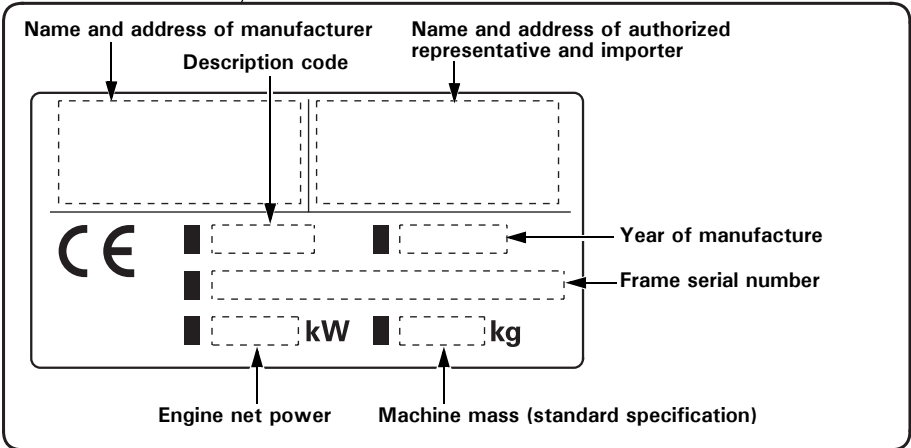 Name and address of manufacturer
Name and address of authorized
representative and importer
Description code
CE
Year of manufacture
Frame serial number
kW
kg
Engine net power
Machine mass (standard specification)